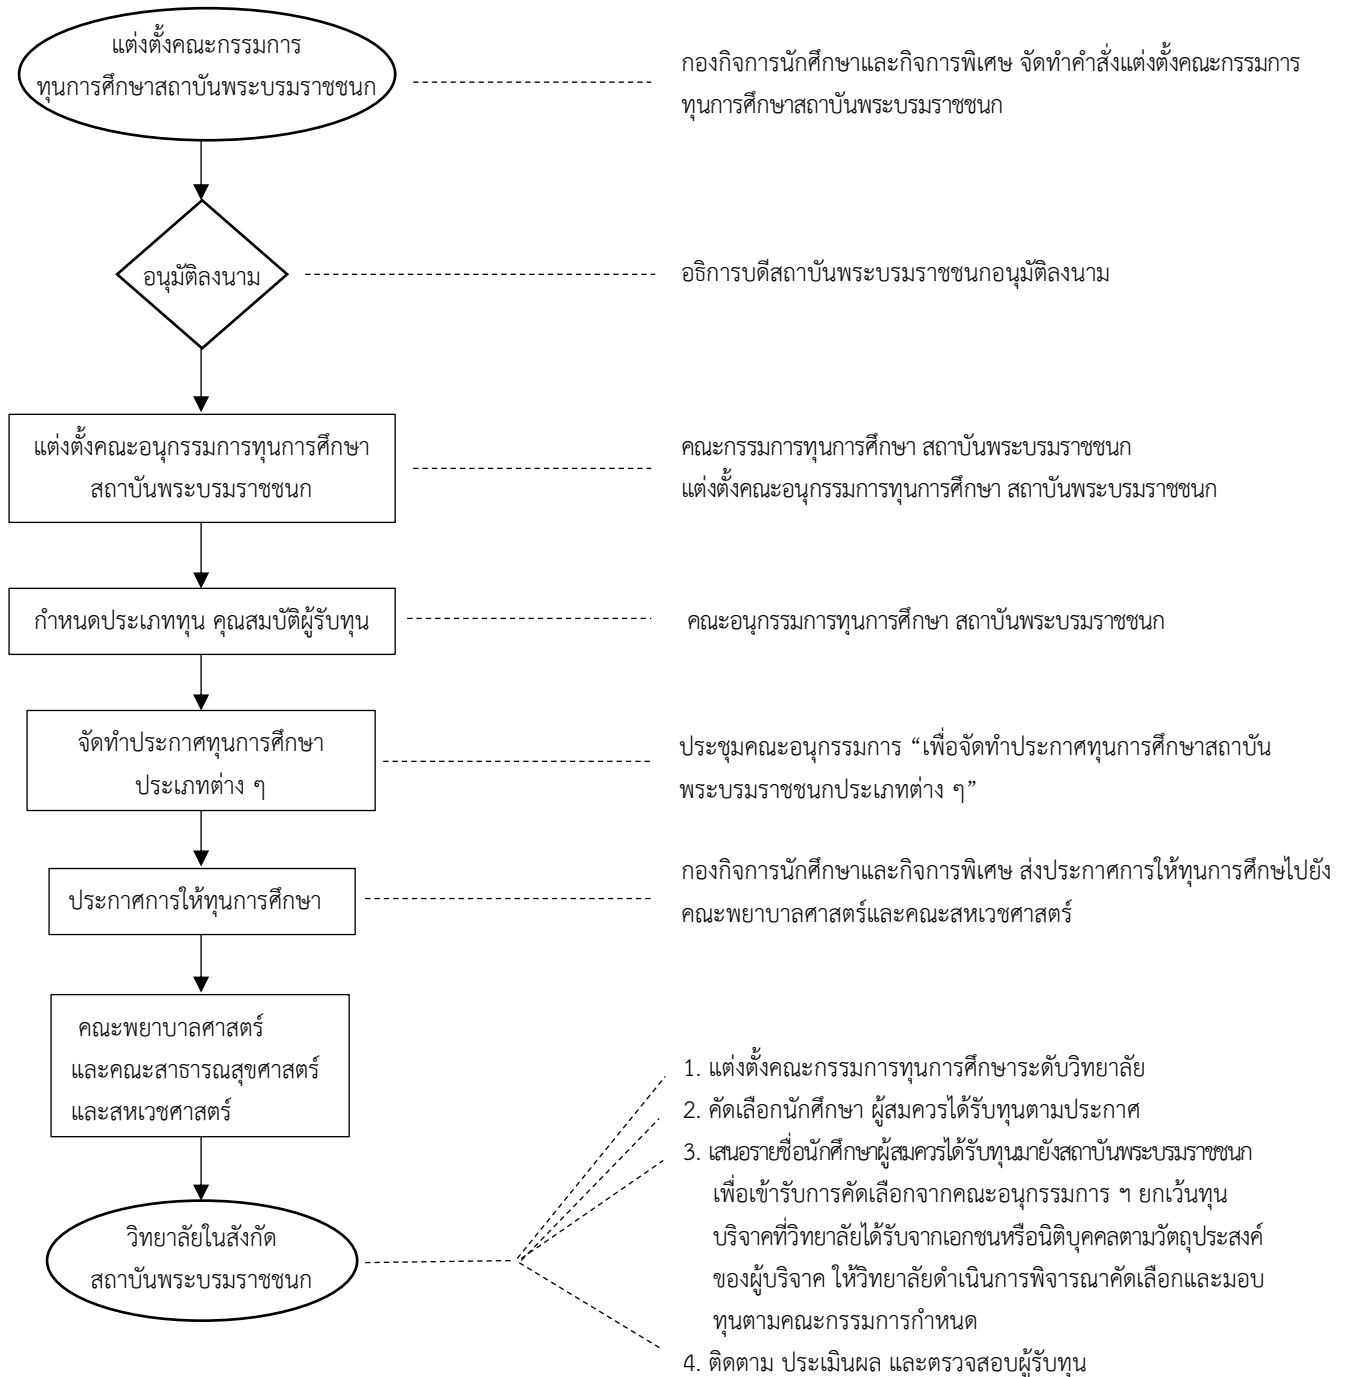 แต่งตั้งคณะกรรมการ
ทุนการศึกษาสถาบันพระบรมราชชนก
กองกิจการนักศึกษาและกิจการพิเศษ จัดทำคำสั่งแต่งตั้งคณะกรรมการ
ทุนการศึกษาสถาบันพระบรมราชชนก
อนุมัติลงนาม
อธิการบดีสถาบันพระบรมราชชนกอนุมัติลงนาม
แต่งตั้งคณะอนุกรรมการทุนการศึกษา
สถาบันพระบรมราชชนก
คณะกรรมการทุนการศึกษา สถาบันพระบรมราชชนก
แต่งตั้งคณะอนุกรรมการทุนการศึกษา สถาบันพระบรมราชชนก
กำหนดประเภททุน คุณสมบัติผู้รับทุน
คณะอนุกรรมการทุนการศึกษา สถาบันพระบรมราชชนก
จัดทำประกาศทุนการศึกษา
ประเภทต่าง ๆ
ประชุมคณะอนุกรรมการ “เพื่อจัดทำประกาศทุนการศึกษาสถาบัน
พระบรมราชชนกประเภทต่าง ๆ”
ประกาศการให้ทุนการศึกษา
กองกิจการนักศึกษาและกิจการพิเศษ ส่งประกาศการให้ทุนการศึกษไปยัง
คณะพยาบาลศาสตร์และคณะสหเวชศาสตร์
คณะพยาบาลศาสตร์
และคณะสาธารณสุขศาสตร์
และสหเวชศาสตร์
วิทยาลัยในสังกัด
สถาบันพระบรมราชชนก
1. แต่งตั้งคณะกรรมการทุนการศึกษาระดับวิทยาลัย
2. คัดเลือกนักศึกษา ผู้สมควรได้รับทุนตามประกาศ
3. เสนอรายชื่อนักศึกษาผู้สมควรได้รับทุนมายังสถาบันพระบรมราชชนก
เพื่อเข้ารับการคัดเลือกจากคณะอนุกรรมการ ฯ ยกเว้นทุน
บริจาคที่วิทยาลัยได้รับจากเอกชนหรือนิติบุคคลตามวัตถุประสงค์
ของผู้บริจาค ให้วิทยาลัยดำเนินการพิจารณาคัดเลือกและมอบ
ทุนตามคณะกรรมการกำหนด
4. ติดตาม ประเมินผล และตรวจสอบผู้รับทุน